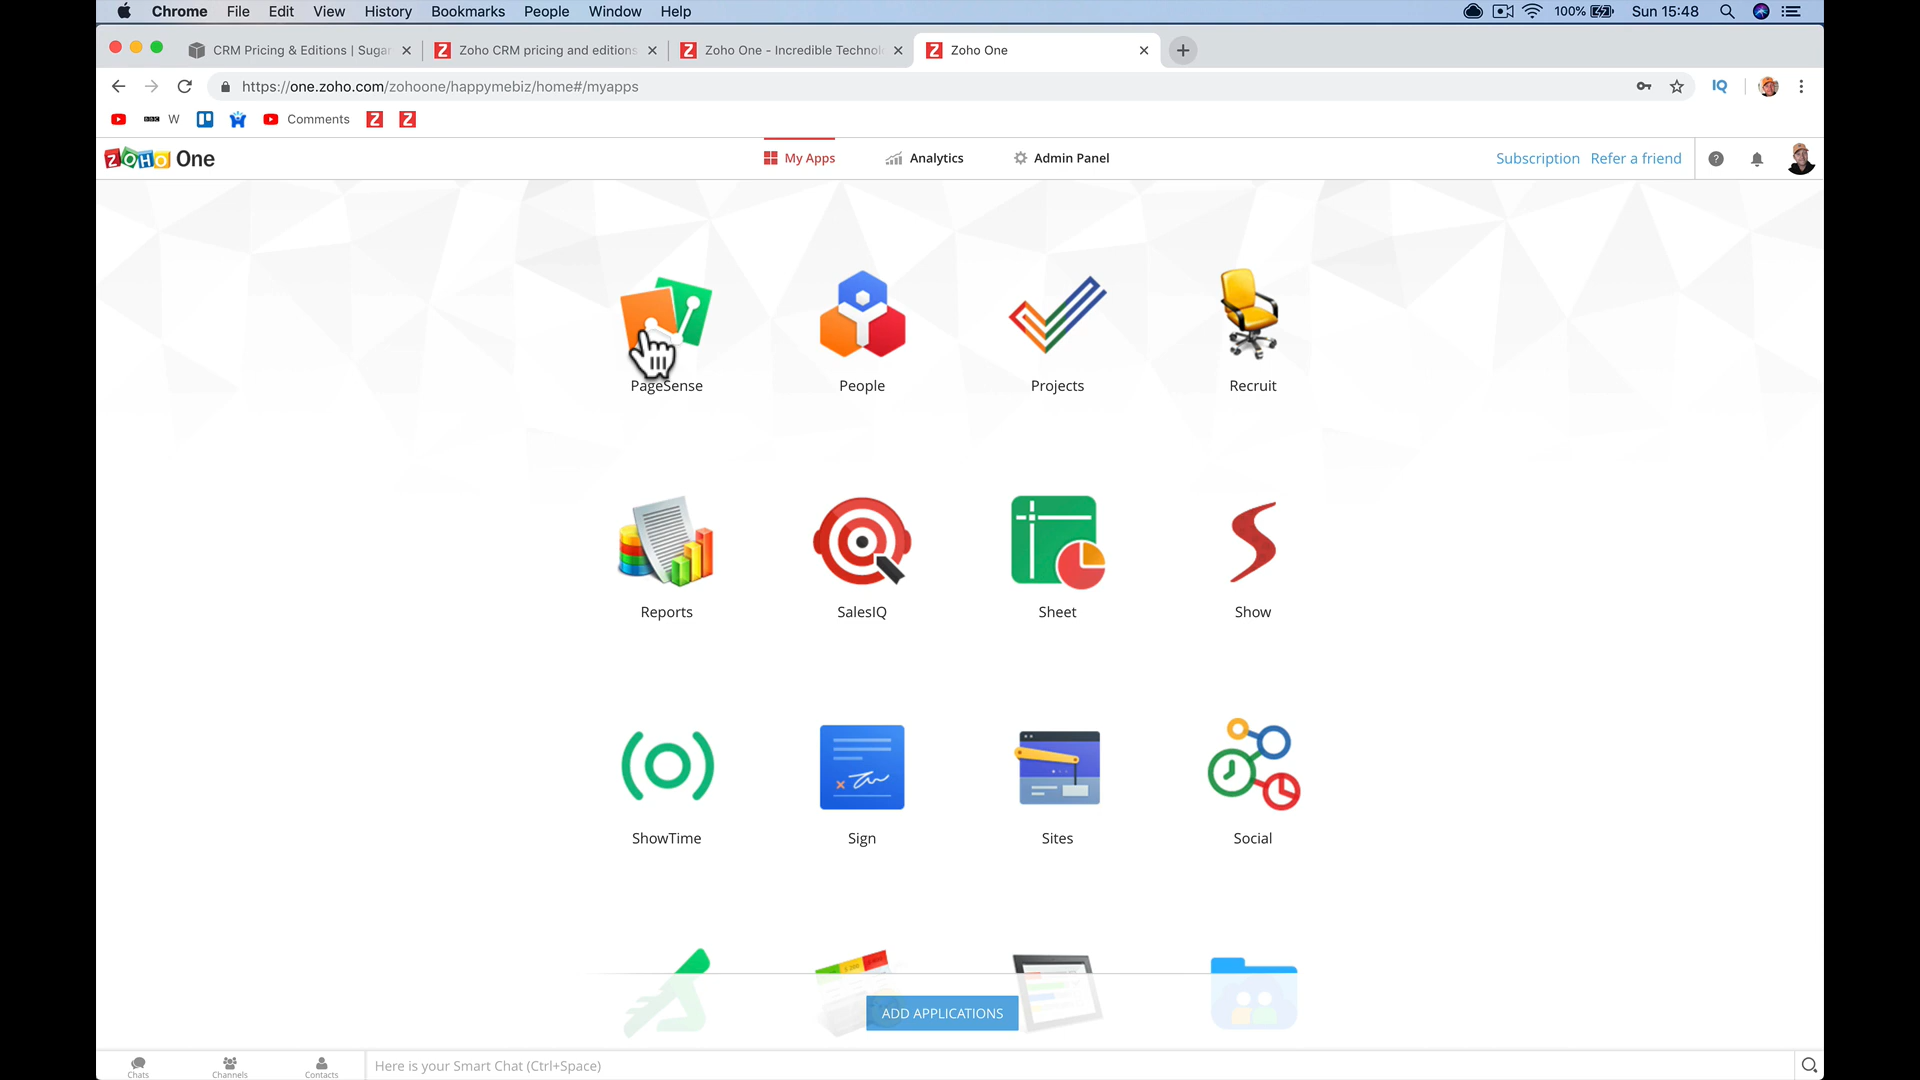 Chrome File Edit View History Bookmarks People Window Help 100% Sun 15:48
CRM Pricing & Editions | Sugar Zoho CRM pricing and editions Zoho One - Incredible Technol Zoho One
https://one.zoho.com/zohoone/happymebiz/home#/myapps IQ
BBC W Comments Z Z
ZOHO One My Apps Analytics Admin Panel Subscription Refer a friend ?
PageSense People Projects Recruit
Reports SalesIQ Sheet Show
ShowTime Sign Sites Social
ADD APPLICATIONS
Chats Channels Contacts Here is your Smart Chat (Ctrl+Space)